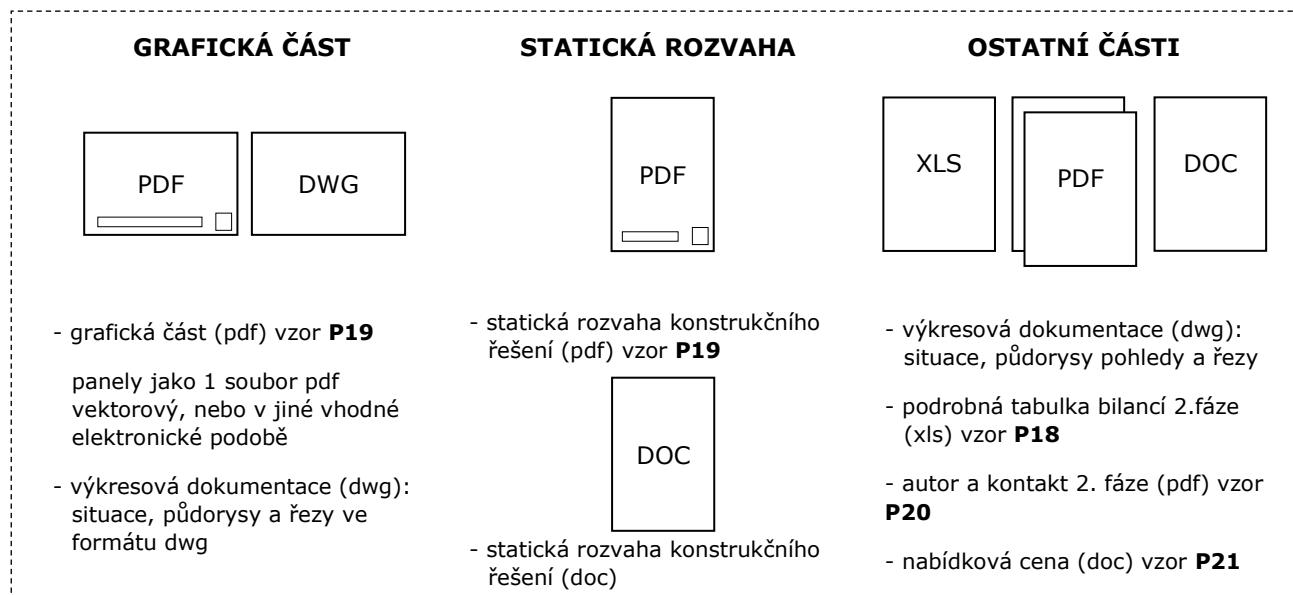 GRAFICKÁ ČÁST
PDF
DWG
- grafická část (pdf) vzor P19
panely jako 1 soubor pdf
vektorový, nebo v jiné vhodné
elektronické podobě
- výkresová dokumentace (dwg):
situace, půdorysy a řezy ve
formátu dwg
STATICKÁ ROZVAHA
PDF
- statická rozvaha konstrukčního
řešení (pdf) vzor P19
DOC
- statická rozvaha konstrukčního
řešení (doc)
OSTATNÍ ČÁSTI
XLS
PDF
DOC
- výkresová dokumentace (dwg):
situace, půdorysy pohledy a řezy
- podrobná tabulka bilancí 2.fáze
(xls) vzor P18
- autor a kontakt 2. fáze (pdf) vzor
P20
- nabídková cena (doc) vzor P21